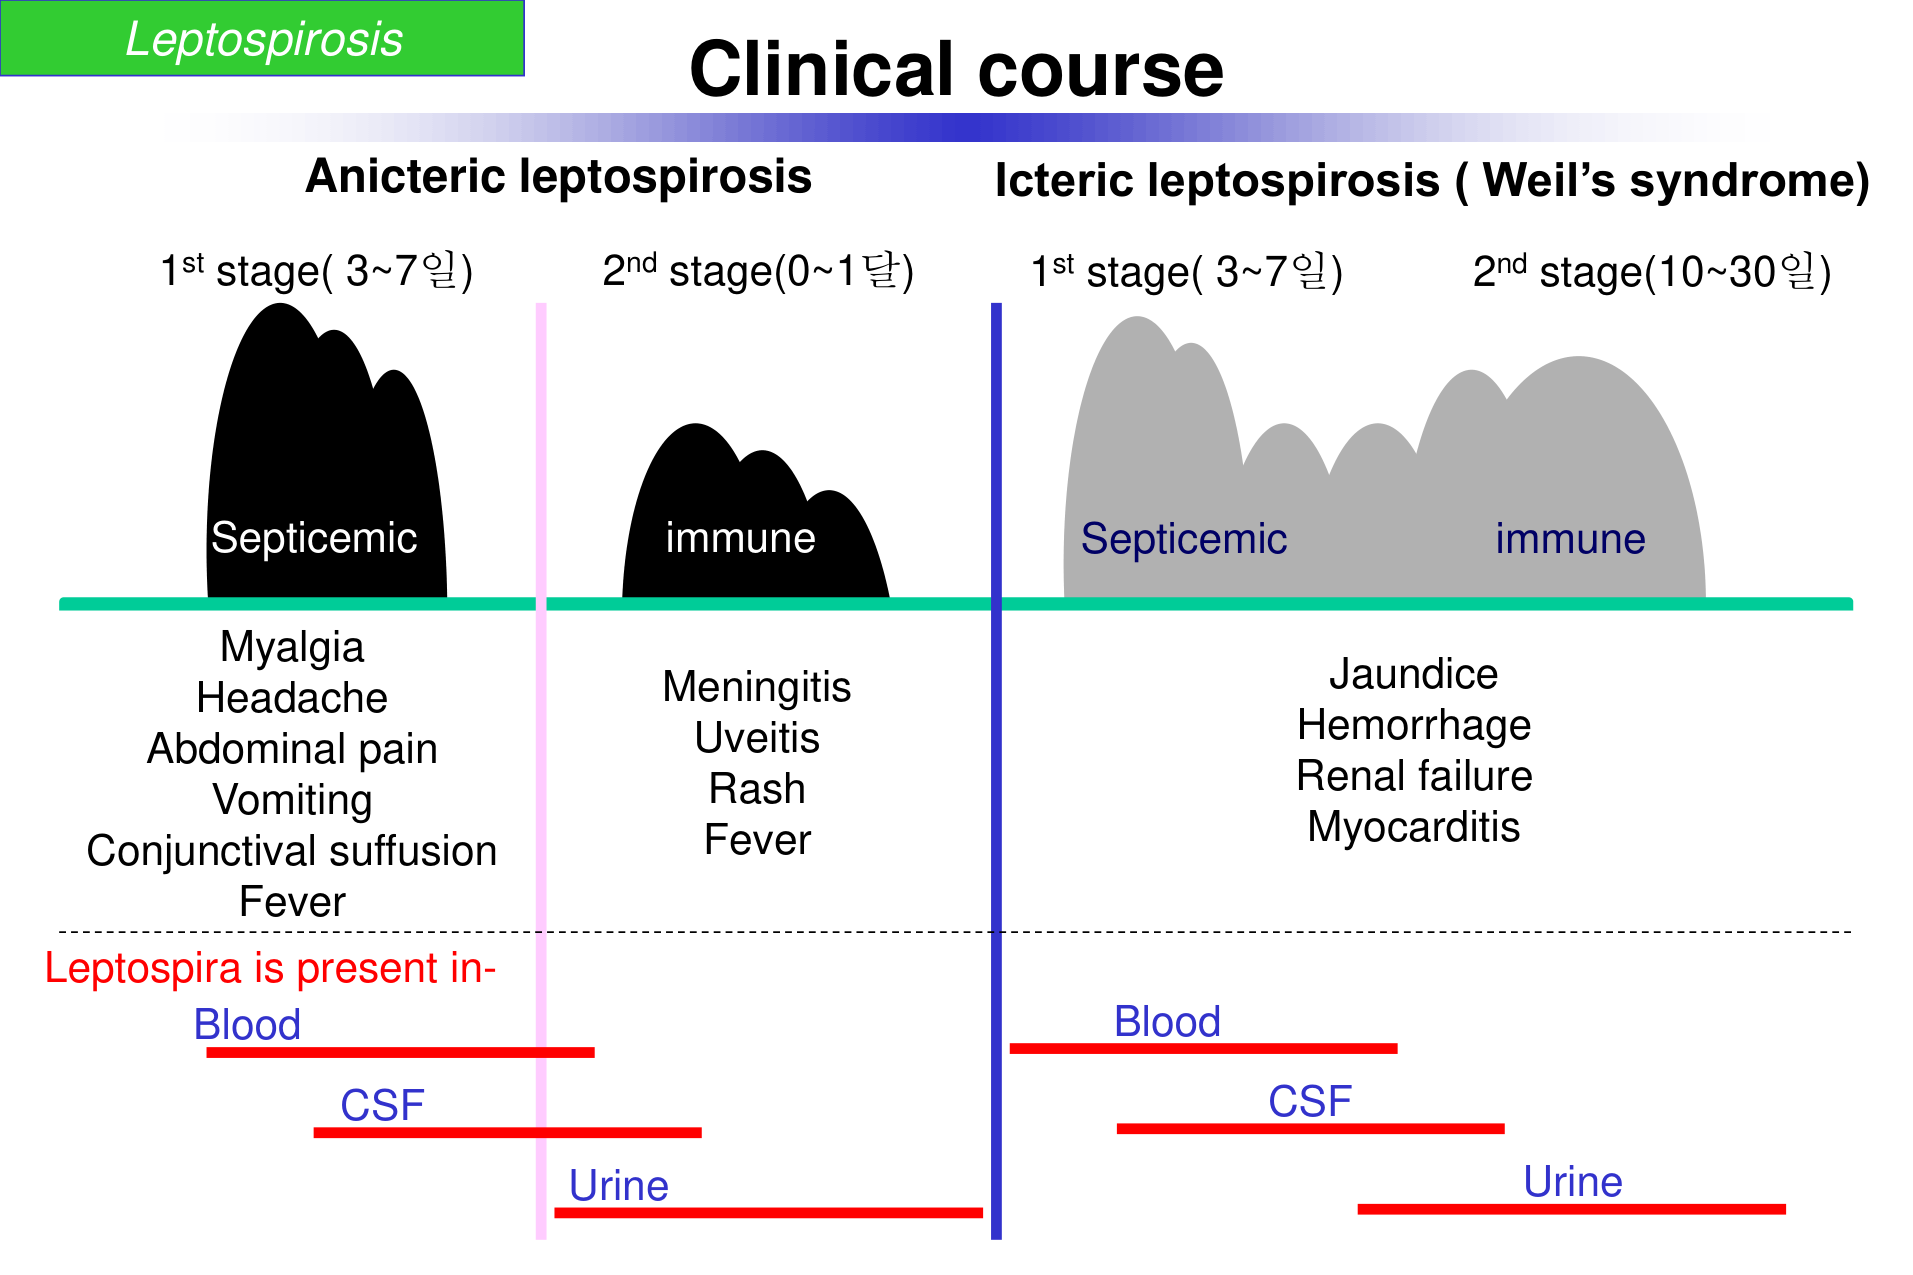 Leptospirosis
Clinical course
Anicteric leptospirosis
Icteric leptospirosis ( Weil’s syndrome)
1st stage( 3~7일)
2nd stage(0~1달)
1st stage( 3~7일)
2nd stage(10~30일)
Septicemic
immune
Septicemic
immune
Myalgia
Headache
Abdominal pain
Vomiting
Conjunctival suffusion
Fever
Meningitis
Uveitis
Rash
Fever
Jaundice
Hemorrhage
Renal failure
Myocarditis
Leptospira is present in-
Blood
CSF
Urine
Blood
CSF
Urine